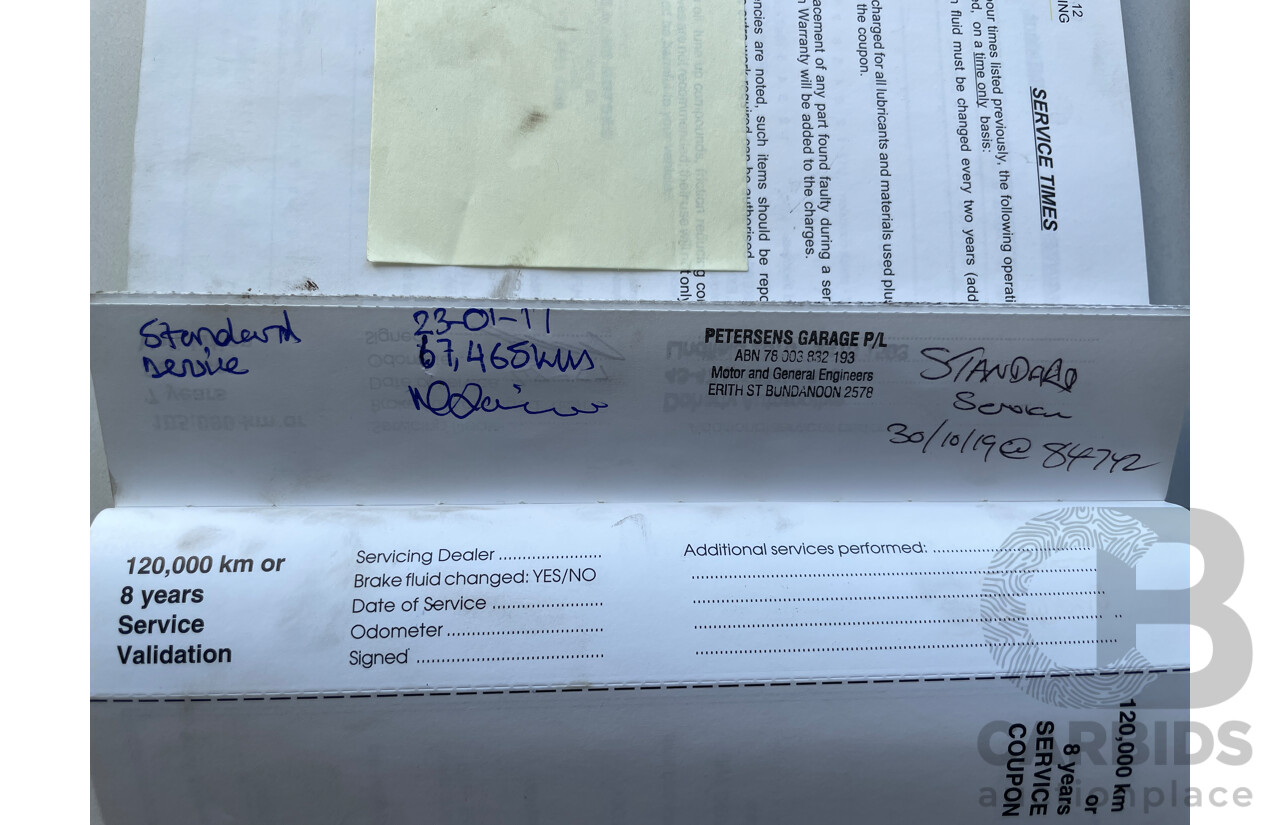 12
NG
SERVICE TIMES
our times listed previously, the following operati
d, on a time only basis:
fluid must be changed every two years (add
charged for all lubricants and materials used plu
the coupon.
acement of any part found faulty during a ser
Warranty will be added to the charges.
ncies are noted, such items should be repo
Standard
Service
23-01-11
67,465kms
PETERSENS GARAGE P/L
ABN 78 003 832 193
Motor and General Engineers
ERITH ST BUNDANOON 2578
STANDARD
Service
30/10/19 @ 84742
120,000 km or
8 years
Service
Validation
Servicing Dealer
Brake fluid changed: YES/NO
Date of Service
Odometer
Signed
Additional services performed:
120,000 km
or
8 years
SERVICE
COUPON
CARBIDS
auctionplace